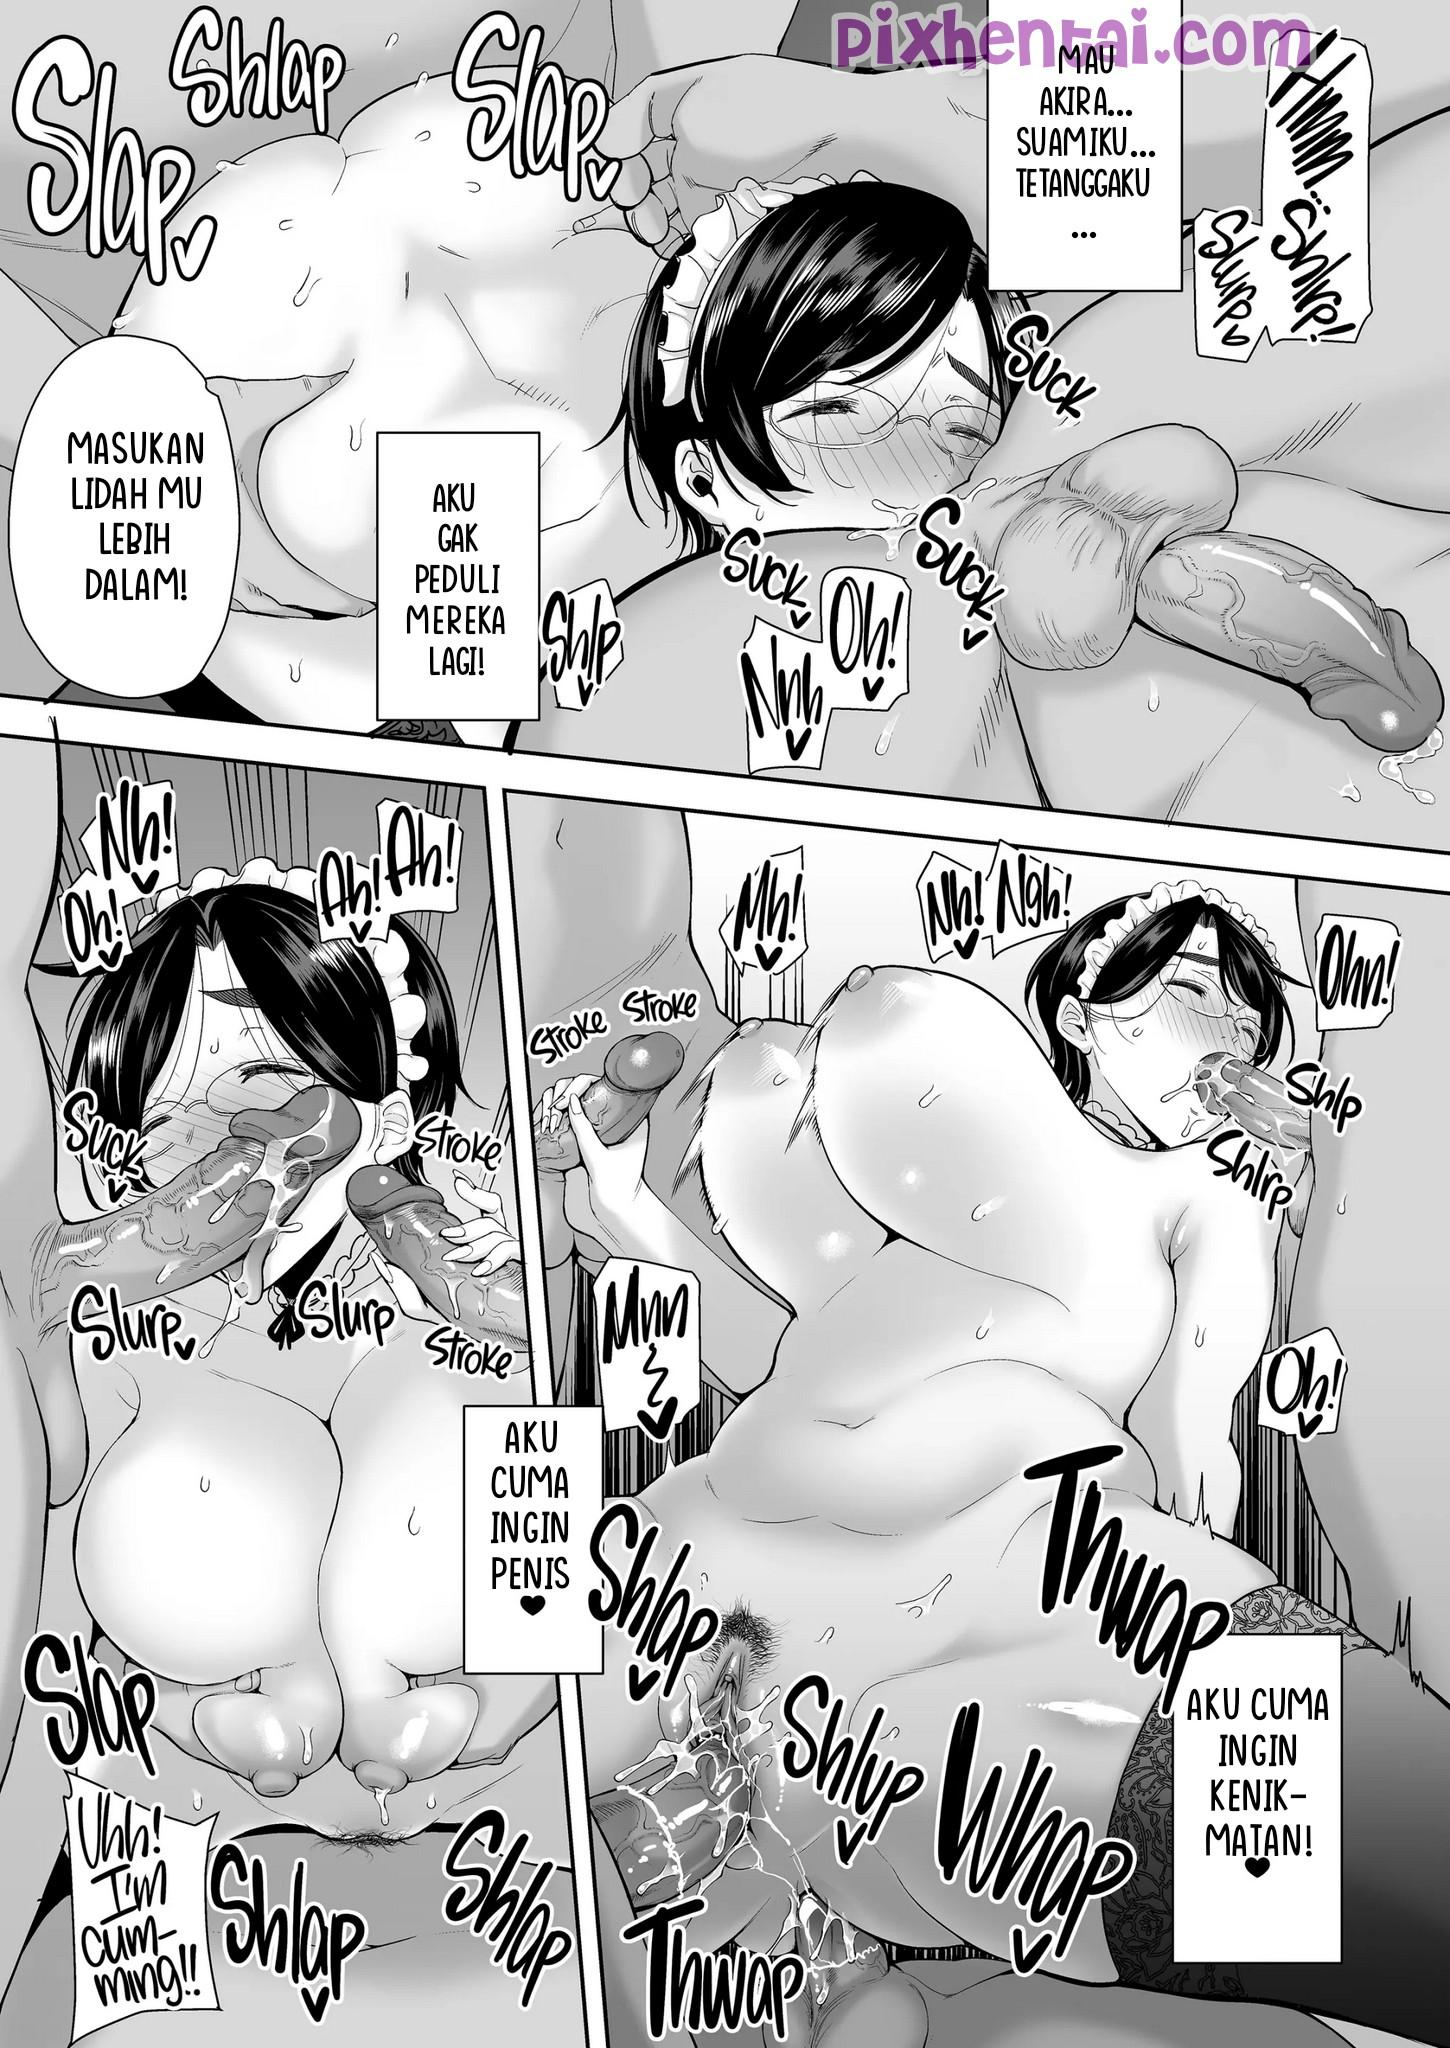 pixhentai.com
MAU
AKIRA...
SUAMIKU...
TETANGGAKU
...
Hmm...
Shlrp!
Slurp
Slap
Shlap
Slap
Suck
MASUKAN
LIDAH MU
LEBIH
DALAM!
AKU
GAK
PEDULI
MEREKA
LAGI!
Suck
Suck
Shlp
Oh!
Nnh
Nh!
Oh!
Ah!
Ah!
Suck
Stroke
Slurp
Slurp
Stroke
Mh!
Nh!
Ngh!
Ohn!
Stroke
Stroke
Shlp
Shlrp
Mnn
Oh!
AKU
CUMA
INGIN
PENIS
Thwap
Shlap
Shlup
Whap
Thwap
AKU CUMA
INGIN
KENIK-
MATAN!
Slap
Uhh!
I'm
cum-
ming!!
Shlap
Shlap